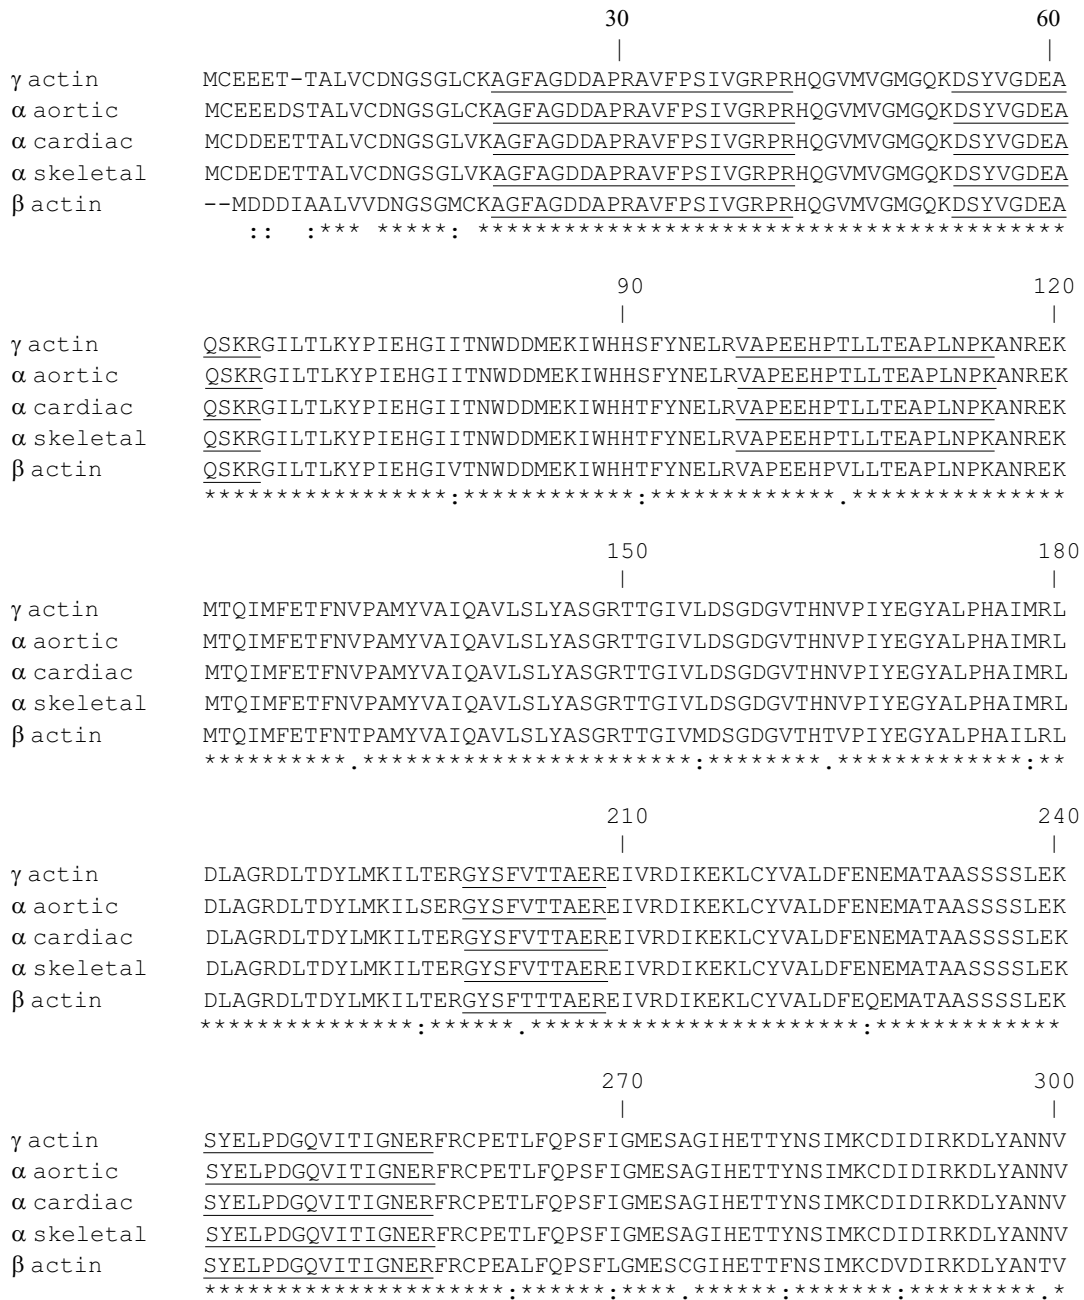 30 60
| |
γ actin MCEEET-TALVCDNGSGLCKAGFAGDDAPRAVFPSIVGRPRHQGVMVGMGQKDSYVGDEA
α aortic MCEEEDSTALVCDNGSGLCKAGFAGDDAPRAVFPSIVGRPRHQGVMVGMGQKDSYVGDEA
α cardiac MCDDEETTALVCDNGSGLVKAGFAGDDAPRAVFPSIVGRPRHQGVMVGMGQKDSYVGDEA
α skeletal MCDEDETTALVCDNGSGLVKAGFAGDDAPRAVFPSIVGRPRHQGVMVGMGQKDSYVGDEA
β actin --MDDDIAALVVDNGSGMCKAGFAGDDAPRAVFPSIVGRPRHQGVMVGMGQKDSYVGDEA
:: :*** *****: *****************************************
90 120
| |
γ actin QSKRGILTLKYPIEHGIITNWDDMEKIWHHSFYNELRVAPEEHPTLLTEAPLNPKANREK
α aortic QSKRGILTLKYPIEHGIITNWDDMEKIWHHSFYNELRVAPEEHPTLLTEAPLNPKANREK
α cardiac QSKRGILTLKYPIEHGIITNWDDMEKIWHHTFYNELRVAPEEHPTLLTEAPLNPKANREK
α skeletal QSKRGILTLKYPIEHGIITNWDDMEKIWHHTFYNELRVAPEEHPTLLTEAPLNPKANREK
β actin QSKRGILTLKYPIEHGIVTNWDDMEKIWHHTFYNELRVAPEEHPVLLTEAPLNPKANREK
*****************:************:*************.***************
150 180
| |
γ actin MTQIMFETFNVPAMYVAIQAVLSLYASGRTTGIVLDSGDGVTHNVPIYEGYALPHAIMRL
α aortic MTQIMFETFNVPAMYVAIQAVLSLYASGRTTGIVLDSGDGVTHNVPIYEGYALPHAIMRL
α cardiac MTQIMFETFNVPAMYVAIQAVLSLYASGRTTGIVLDSGDGVTHNVPIYEGYALPHAIMRL
α skeletal MTQIMFETFNVPAMYVAIQAVLSLYASGRTTGIVLDSGDGVTHNVPIYEGYALPHAIMRL
β actin MTQIMFETFNTPAMYVAIQAVLSLYASGRTTGIVMDSGDGVTHTVPIYEGYALPHAILRL
**********.***********************:********.*************:**
210 240
| |
γ actin DLAGRDLTDYLMKILTERGYSFVTTAEREIVRDIKEKLCYVALDFENEMATAASSSSLEK
α aortic DLAGRDLTDYLMKILSERGYSFVTTAEREIVRDIKEKLCYVALDFENEMATAASSSSLEK
α cardiac DLAGRDLTDYLMKILTERGYSFVTTAEREIVRDIKEKLCYVALDFENEMATAASSSSLEK
α skeletal DLAGRDLTDYLMKILTERGYSFVTTAEREIVRDIKEKLCYVALDFENEMATAASSSSLEK
β actin DLAGRDLTDYLMKILTERGYSFTTTAEREIVRDIKEKLCYVALDFEQEMATAASSSSLEK
***************:******.***********************:*************
270 300
| |
γ actin SYELPDGQVITIGNERFRCPETLFQPSFIGMESAGIHETTYNSIMKCDIDIRKDLYANNV
α aortic SYELPDGQVITIGNERFRCPETLFQPSFIGMESAGIHETTYNSIMKCDIDIRKDLYANNV
α cardiac SYELPDGQVITIGNERFRCPETLFQPSFIGMESAGIHETTYNSIMKCDIDIRKDLYANNV
α skeletal SYELPDGQVITIGNERFRCPETLFQPSFIGMESAGIHETTYNSIMKCDIDIRKDLYANNV
β actin SYELPDGQVITIGNERFRCPEALFQPSFLGMESCGIHETTFNSIMKCDVDIRKDLYANTV
*********************:******:****.******:*******:*********.*